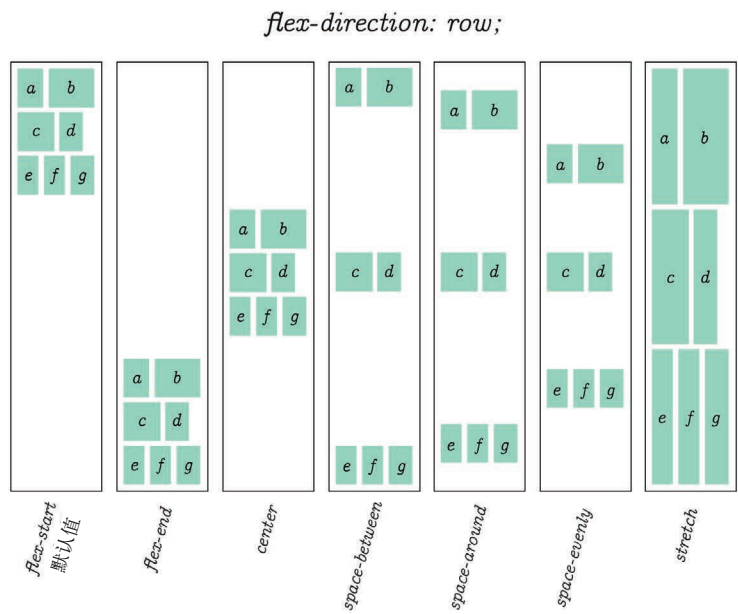 flex-direction: row;
a b
c d
e f g
a b
c d
e f g
a b
c d
e f g
a b
c d
e f g
a b
c d
e f g
a b
c d
e f g
a b
c d
e f g
flex-start
默认值
flex-end
center
space-between
space-around
space-evenly
stretch